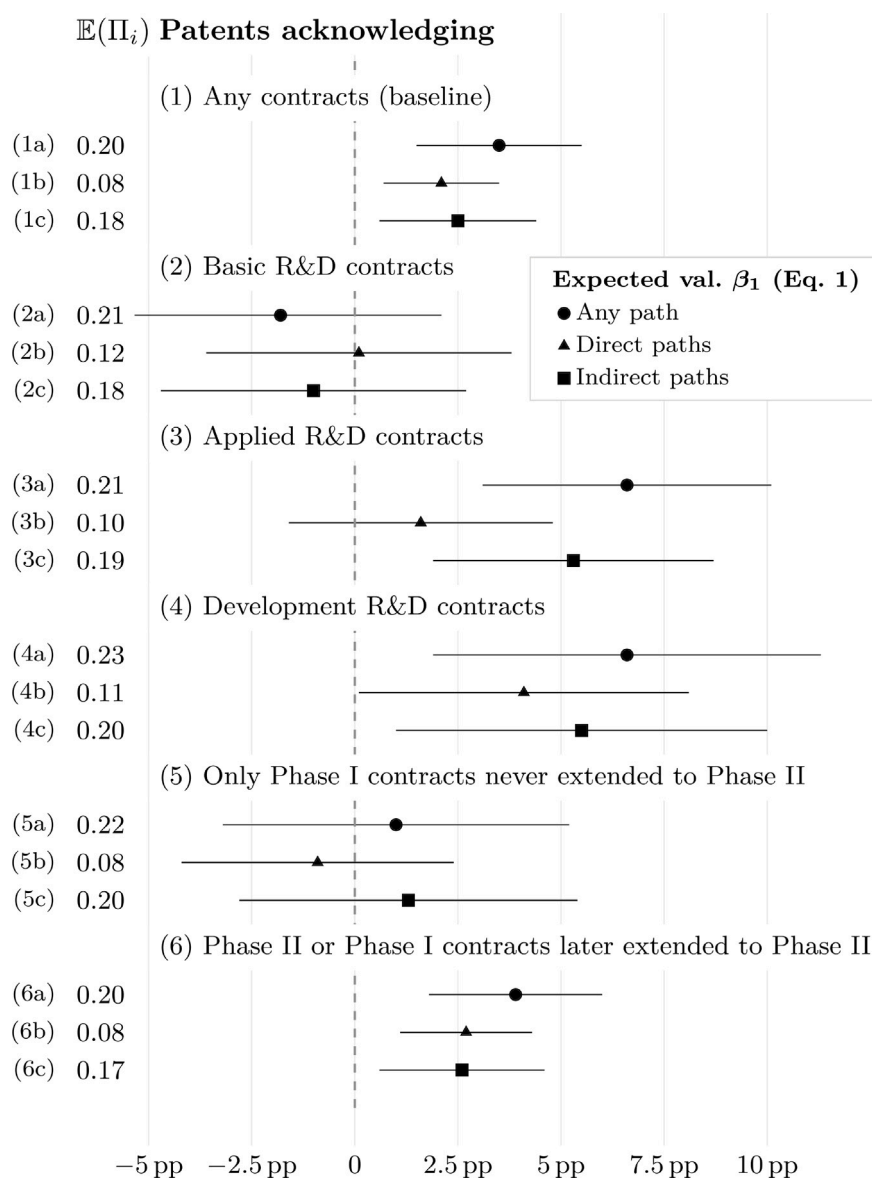 𝔼(Πᵢ) Patents acknowledging
(1) Any contracts (baseline)
(1a) 0.20
(1b) 0.08
(1c) 0.18
(2) Basic R&D contracts
Expected val. β₁ (Eq. 1)
Any path
Direct paths
Indirect paths
(2a) 0.21
(2b) 0.12
(2c) 0.18
(3) Applied R&D contracts
(3a) 0.21
(3b) 0.10
(3c) 0.19
(4) Development R&D contracts
(4a) 0.23
(4b) 0.11
(4c) 0.20
(5) Only Phase I contracts never extended to Phase II
(5a) 0.22
(5b) 0.08
(5c) 0.20
(6) Phase II or Phase I contracts later extended to Phase II
(6a) 0.20
(6b) 0.08
(6c) 0.17
−5 pp −2.5 pp 0 2.5 pp 5 pp 10 pp